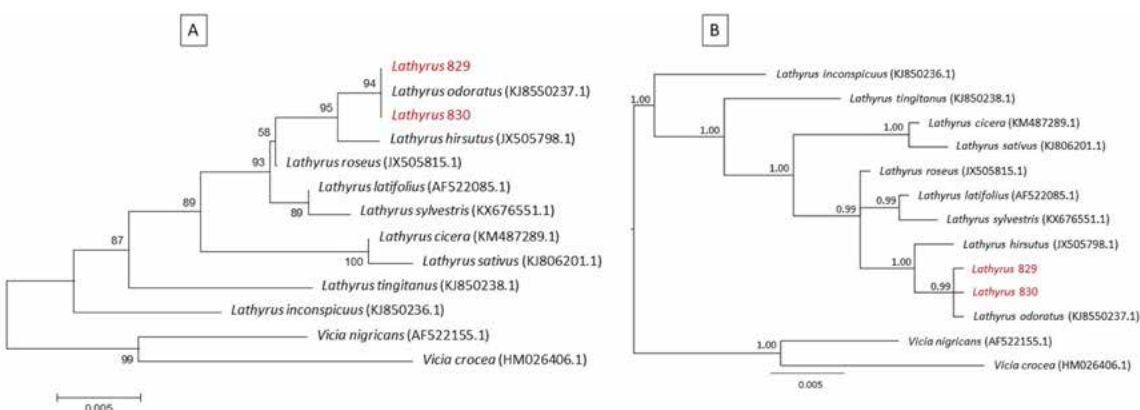 A
Lathyrus 829
94
Lathyrus odoratus (KJ8550237.1)
95
Lathyrus 830
58
Lathyrus hirsutus (JX505798.1)
93
Lathyrus roseus (JX505815.1)
Lathyrus latifolius (AF522085.1)
89
89
Lathyrus sylvestris (KX676551.1)
87
Lathyrus cicera (KM487289.1)
100
Lathyrus sativus (KJ806201.1)
Lathyrus tingitanus (KJ850238.1)
Lathyrus inconspicuus (KJ850236.1)
Vicia nigricans (AF522155.1)
99
Vicia crocea (HM026406.1)
0.005
B
Lathyrus inconspicuus (KJ850236.1)
1.00
Lathyrus tingitanus (KJ850238.1)
1.00
Lathyrus cicera (KM487289.1)
1.00
Lathyrus sativus (KJ806201.1)
1.00
Lathyrus roseus (JX505815.1)
Lathyrus latifolius (AF522085.1)
0.99
0.99
Lathyrus sylvestris (KX676551.1)
Lathyrus hirsutus (JX505798.1)
1.00
Lathyrus 829
0.99
Lathyrus 830
Lathyrus odoratus (KJ8550237.1)
Vicia nigricans (AF522155.1)
1.00
Vicia crocea (HM026406.1)
0.005